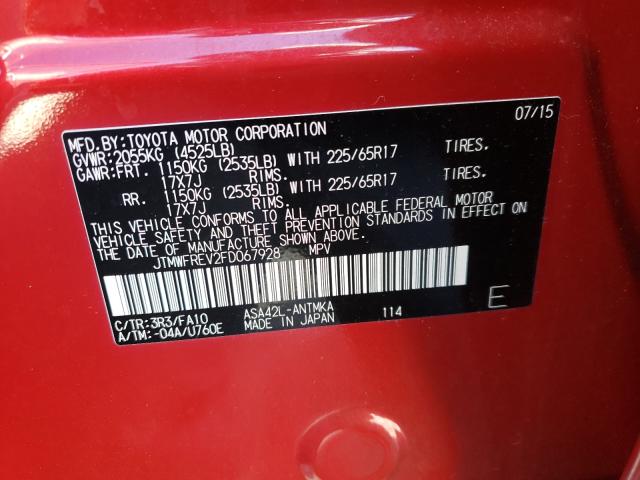 07/15
MFD.BY:TOYOTA MOTOR CORPORATION
GVWR:2055KG (4525LB)
GAWR:FRT. 1150KG (2535LB) WITH 225/65R17 TIRES.
17X7J RIMS.
RR. 1150KG (2535LB) WITH 225/65R17 TIRES.
17X7J RIMS.
THIS VEHICLE CONFORMS TO ALL APPLICABLE FEDERAL MOTOR
VEHICLE SAFETY AND THEFT PREVENTION STANDARDS IN EFFECT ON
THE DATE OF MANUFACTURE SHOWN ABOVE.
JTMWFREV2FD067928 MPV
C/TR:3R3/FA10 ASA42L-ANTMKA 114
A/TM:-04A/U760E MADE IN JAPAN
E